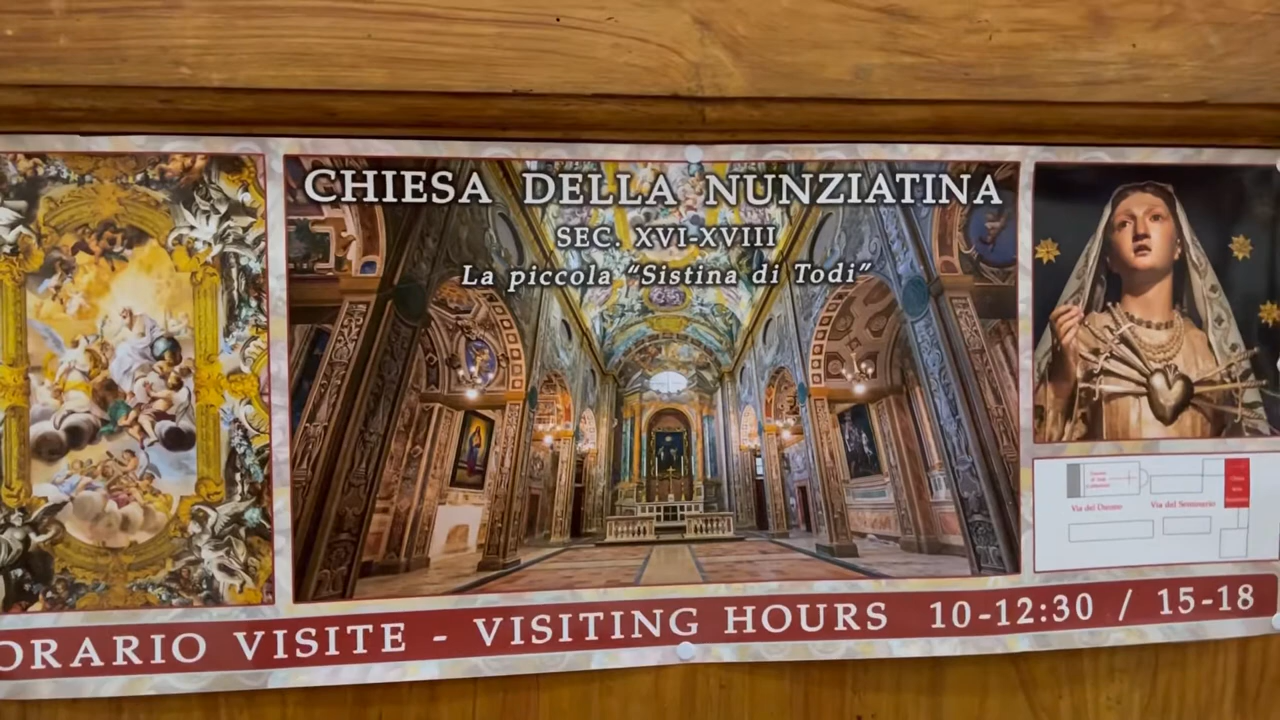 CHIESA DELLA NUNZIATINA
SEC. XVI-XVIII
La piccola "Sistina di Todi"
Via del Duomo
Via del Seminario
ORARIO VISITE - VISITING HOURS 10-12:30 / 15-18